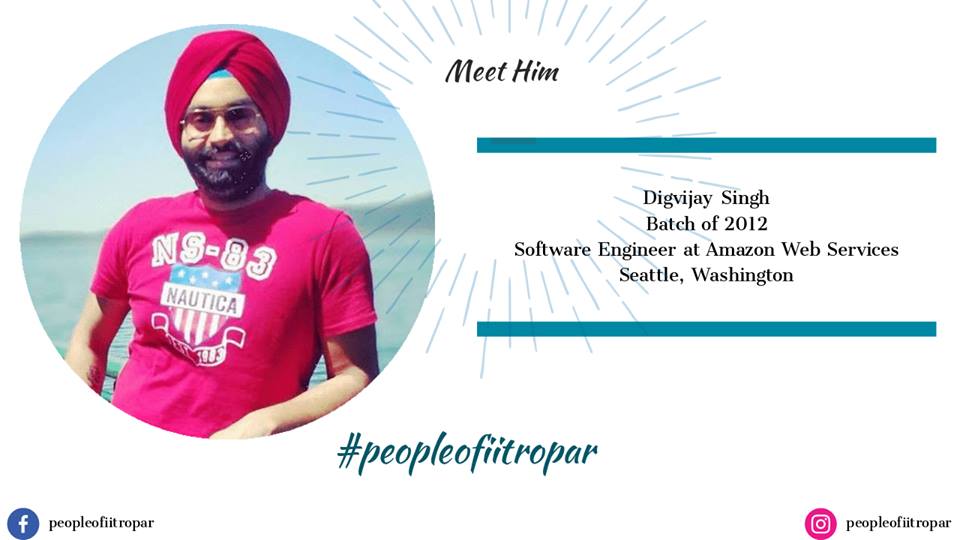 Meet Him
Digvijay Singh
Batch of 2012
Software Engineer at Amazon Web Services
Seattle, Washington
NS-83
NAUTICA
#peopleofiitropar
peopleofiitropar
peopleofiitropar